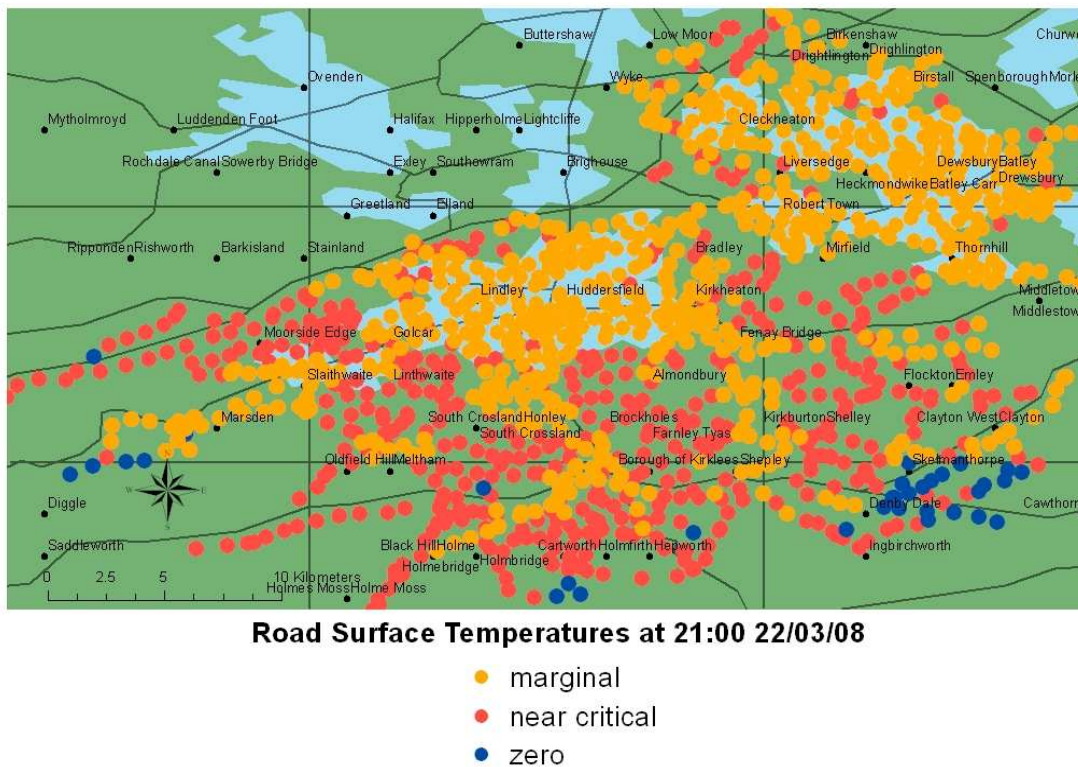 Buttershaw Low Moor Birkenshaw Churw
Drightlington Drighlington
Ovenden Wyke Birstall Spenborough Morle
Mytholmroyd Luddenden Foot Halifax Hipperholme Lightcliffe Cleckheaton
Rochdale Canal Sowerby Bridge Exley Southowram Brighouse Liversedge Dewsbury Batley
Heckmondwike Batley Carr Drewsbury
Greetland Elland Robert Town
Ripponden Rishworth Barkisland Stainland Bradley Mirfield Thornhill
Lindley Huddersfield Kirkheaton Middletow
Middlestow
Moorside Edge Golcar Fenay Bridge
Slaithwaite Linthwaite Almondbury Flockton Emley
Marsden South Crosland Honley Brockholes Kirkburton Shelley Clayton West Clayton
South Crossland Farnley Tyas
N
Oldfield Hill Meltham Borough of Kirklees Shepley Skelmanthorpe
W E
Diggle Denby Dale Cawthorn
S
Saddleworth Black Hill Holme Cartworth Holmfirth Hepworth Ingbirchworth
Holmebridge Holmbridge
0 2.5 5 10 Kilometers
Holmes Moss Holme Moss
Road Surface Temperatures at 21:00 22/03/08
marginal
near critical
zero